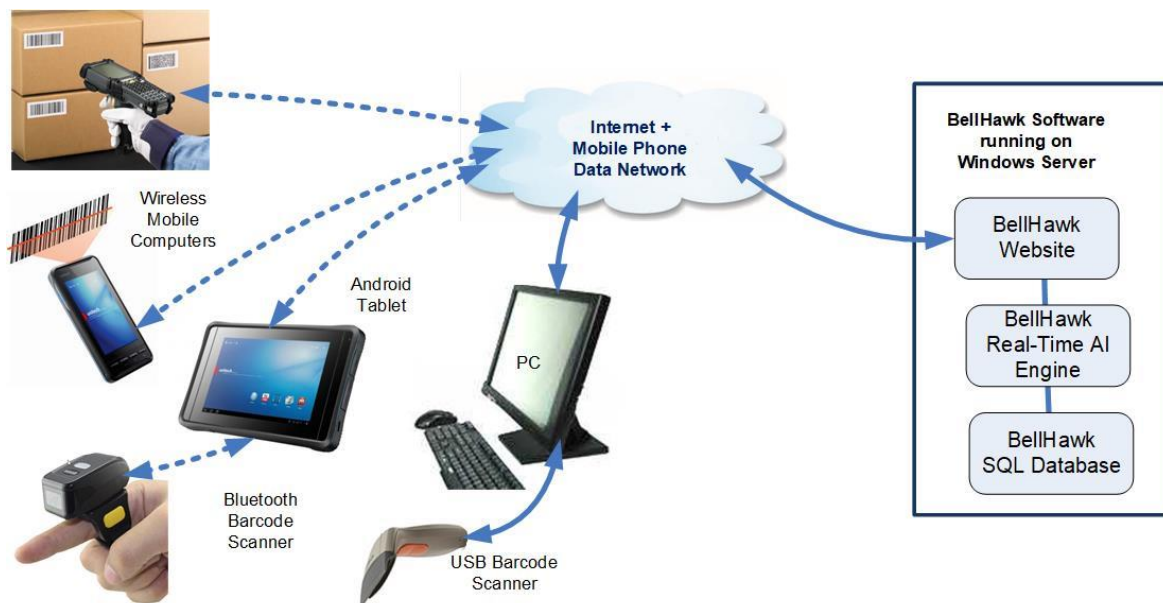 Internet +
Mobile Phone
Data Network
BellHawk Software
running on
Windows Server
Wireless
Mobile
Computers
BellHawk
Website
Android
Tablet
PC
BellHawk
Real-Time AI
Engine
BellHawk
SQL Database
Bluetooth
Barcode
Scanner
USB Barcode
Scanner